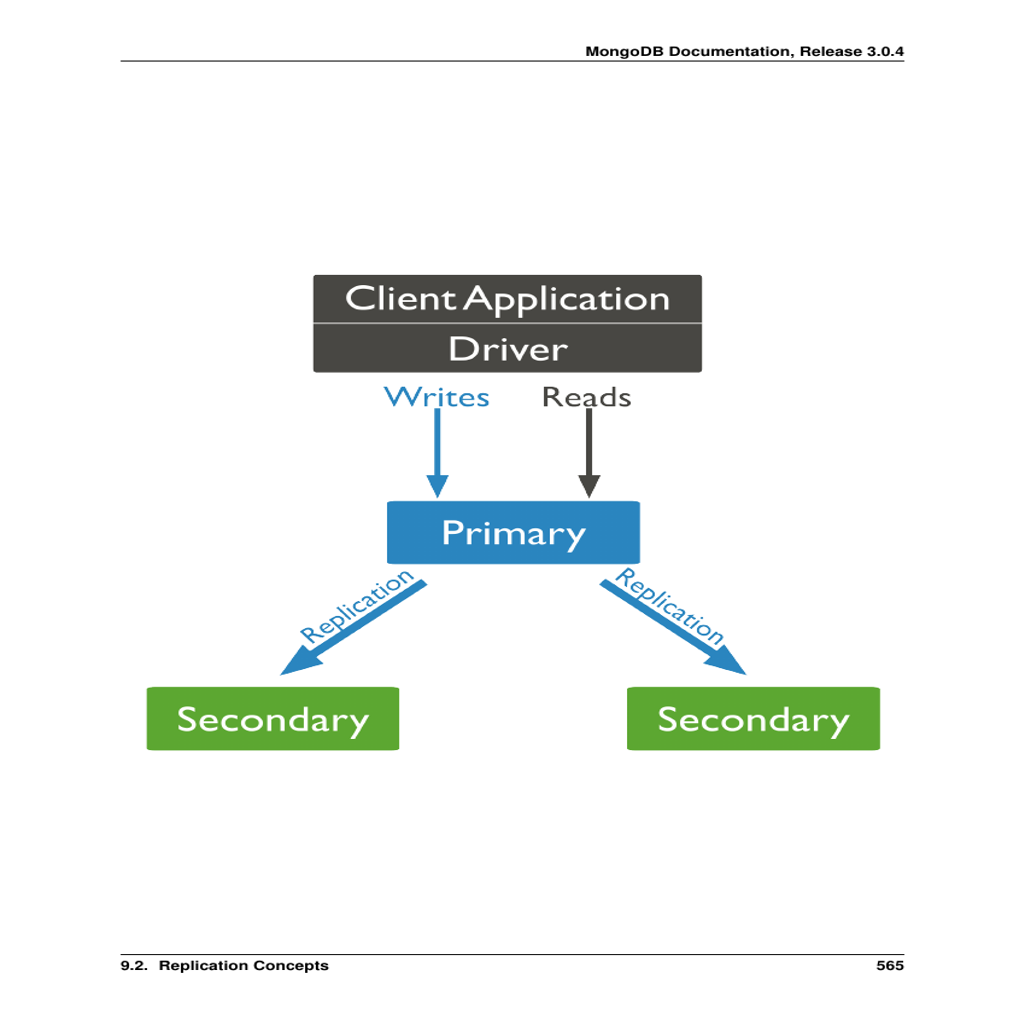 MongoDB Documentation, Release 3.0.4
Client Application
Driver
Writes Reads
Primary
Replication Replication
Secondary Secondary
9.2. Replication Concepts 565